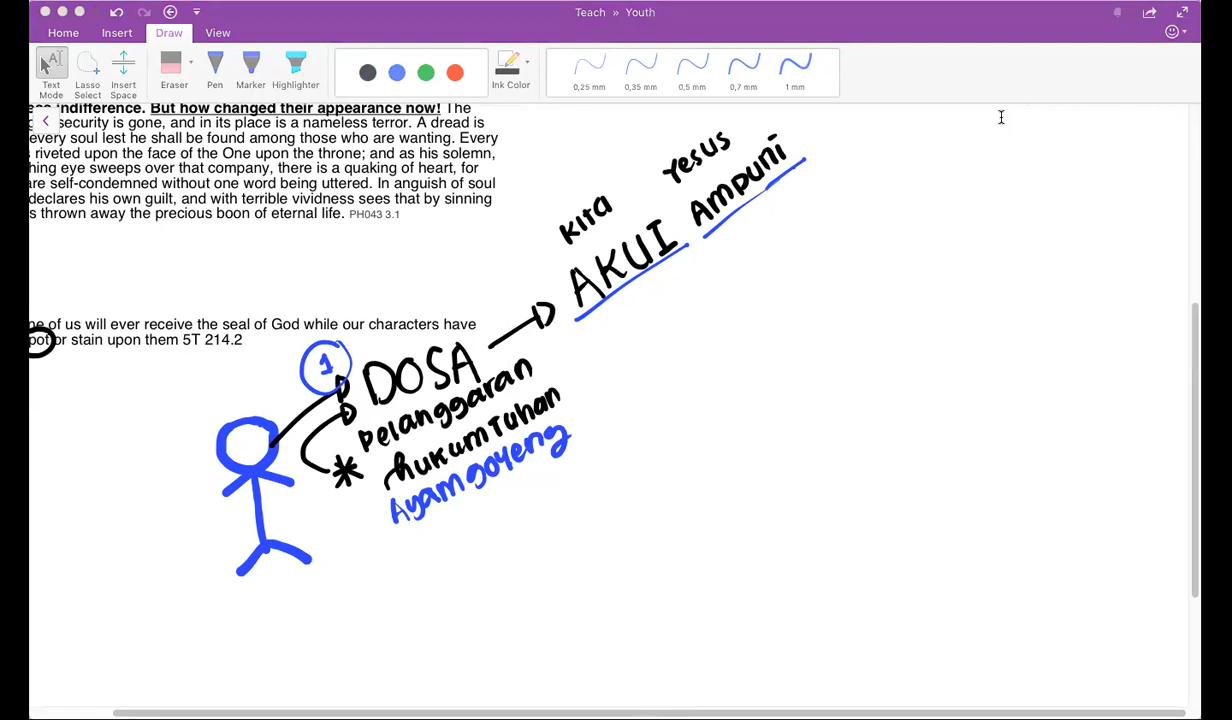 Teach » Youth
Home Insert Draw View
Text Mode
Lasso Select
Insert Space
Eraser
Pen
Marker
Highlighter
Ink Color
0,25 mm
0,35 mm
0,5 mm
0,7 mm
1 mm
indifference. But how changed their appearance now! The
security is gone, and in its place is a nameless terror. A dread is
every soul lest he shall be found among those who are wanting. Every
riveted upon the face of the One upon the throne; and as his solemn,
eye sweeps over that company, there is a quaking of heart, for
are self-condemned without one word being uttered. In anguish of soul
declares his own guilt, and with terrible vividness sees that by sinning
thrown away the precious boon of eternal life. PH043 3.1
of us will ever receive the seal of God while our characters have
or stain upon them 5T 214.2
Yesus
Ampuni
Kita
AKUI
1
DOSA
* Pelanggaran
hukum Tuhan
Ayam goreng